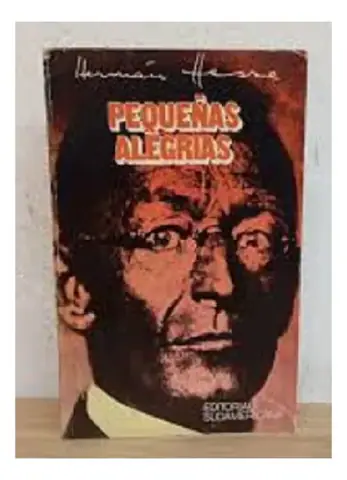 Hermann Hesse
PEQUEÑAS
ALEGRIAS
EDITORIAL
SUDAMERICANA